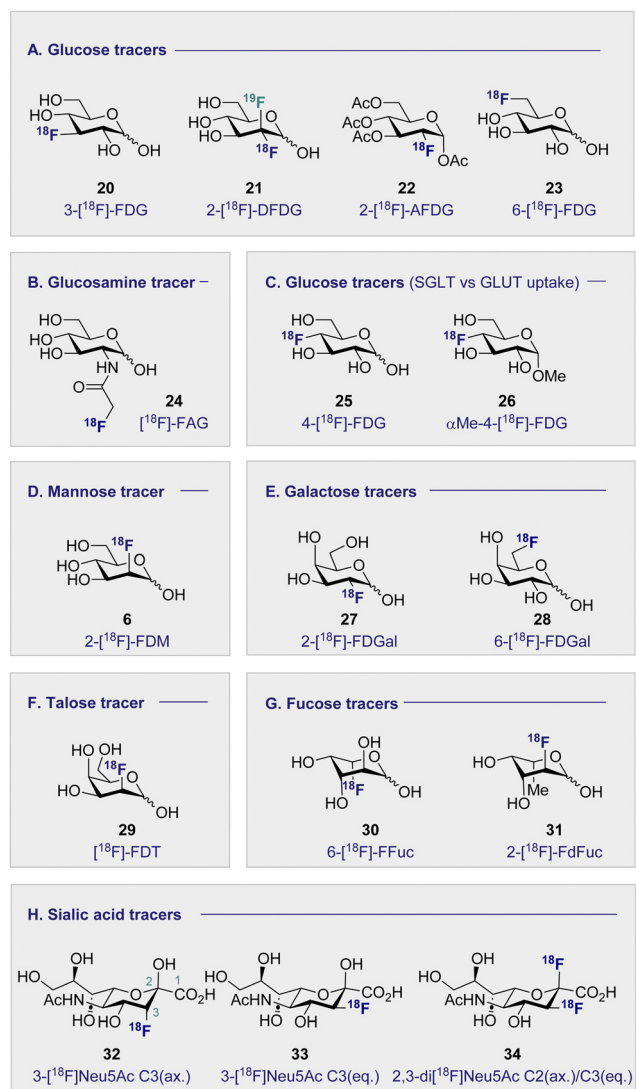 A. Glucose tracers
HO
HO
¹⁸F
O
HO
OH
HO
HO
HO
¹⁹F
O
¹⁸F
OH
AcO
AcO
AcO
O
¹⁸F
OAc
¹⁸F
HO
HO
O
HO
OH
20
21
22
23
3-[¹⁸F]-FDG
2-[¹⁸F]-DFDG
2-[¹⁸F]-AFDG
6-[¹⁸F]-FDG
B. Glucosamine tracer
HO
HO
HO
O
OH
HN
O
¹⁸F
24
[¹⁸F]-FAG
C. Glucose tracers (SGLT vs GLUT uptake)
HO
¹⁸F
HO
O
HO
OH
HO
¹⁸F
HO
O
HO
OMe
25
26
4-[¹⁸F]-FDG
αMe-4-[¹⁸F]-FDG
D. Mannose tracer
HO
HO
HO
¹⁸F
O
OH
6
2-[¹⁸F]-FDM
E. Galactose tracers
HO
OH
HO
O
¹⁸F
OH
HO
¹⁸F
HO
O
HO
OH
27
28
2-[¹⁸F]-FDGal
6-[¹⁸F]-FDGal
F. Talose tracer
HO
OH
¹⁸F
O
HO
OH
29
[¹⁸F]-FDT
G. Fucose tracers
OH
HO
O
¹⁸F
HO
OH
¹⁸F
HO
O
Me
HO
OH
30
31
6-[¹⁸F]-FFuc
2-[¹⁸F]-FdFuc
H. Sialic acid tracers
OH
HO
AcHN
HO
O
HO
OH
2
1
CO₂H
3
¹⁸F
OH
HO
AcHN
HO
O
HO
OH
CO₂H
¹⁸F
OH
HO
AcHN
HO
O
HO
¹⁸F
CO₂H
¹⁸F
32
33
34
3-[¹⁸F]Neu5Ac C3(ax.)
3-[¹⁸F]Neu5Ac C3(eq.)
2,3-di[¹⁸F]Neu5Ac C2(ax.)/C3(eq.)